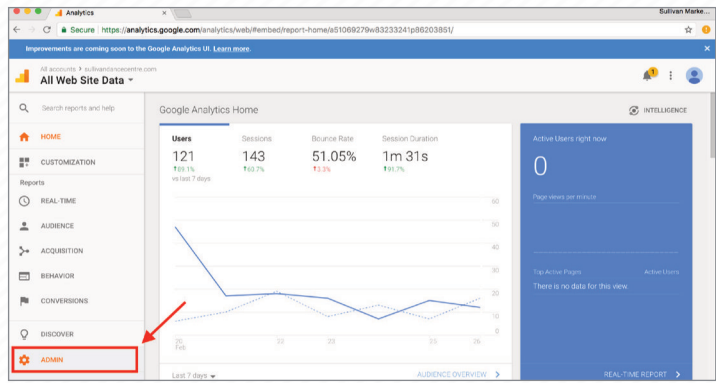 Analytics
Sullivan Marke...
Secure https://analytics.google.com/analytics/web/#embed/report-home/a51069279w83233241p86203851/
Improvements are coming soon to the Google Analytics UI. Learn more.
All accounts > sullivandancecentre.com
All Web Site Data
1
Search reports and help
Google Analytics Home
INTELLIGENCE
HOME
CUSTOMIZATION
Reports
REAL-TIME
AUDIENCE
ACQUISITION
BEHAVIOR
CONVERSIONS
DISCOVER
ADMIN
Users Sessions Bounce Rate Session Duration
121 143 51.05% 1m 31s
60.7% 3.3% 91.7%
vs last 7 days
60
50
40
30
20
10
0
20 22 23 25 26
Feb
Last 7 days
AUDIENCE OVERVIEW
Active Users right now
0
Page views per minute
Top Active Pages Active Users
There is no data for this view.
REAL-TIME REPORT